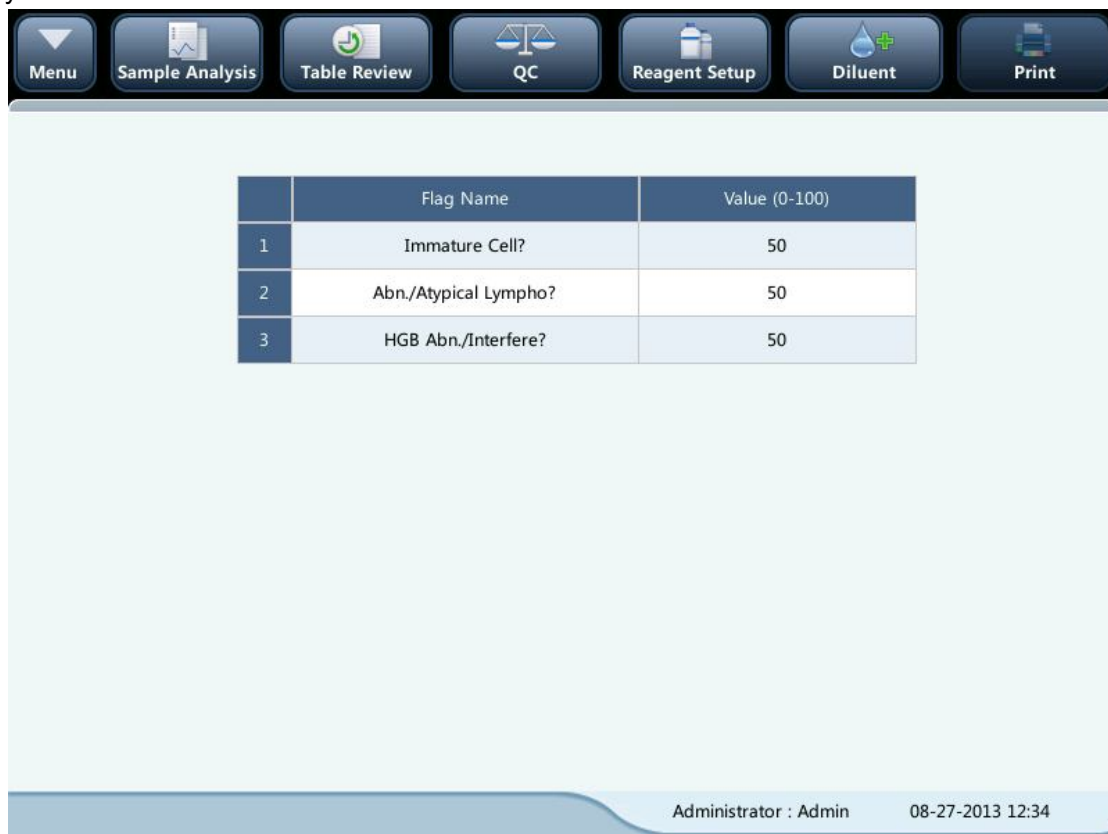 Menu Sample Analysis Table Review QC Reagent Setup Diluent Print
Flag Name Value (0-100)
1 Immature Cell? 50
2 Abn./Atypical Lympho? 50
3 HGB Abn./Interfere? 50
Administrator : Admin 08-27-2013 12:34